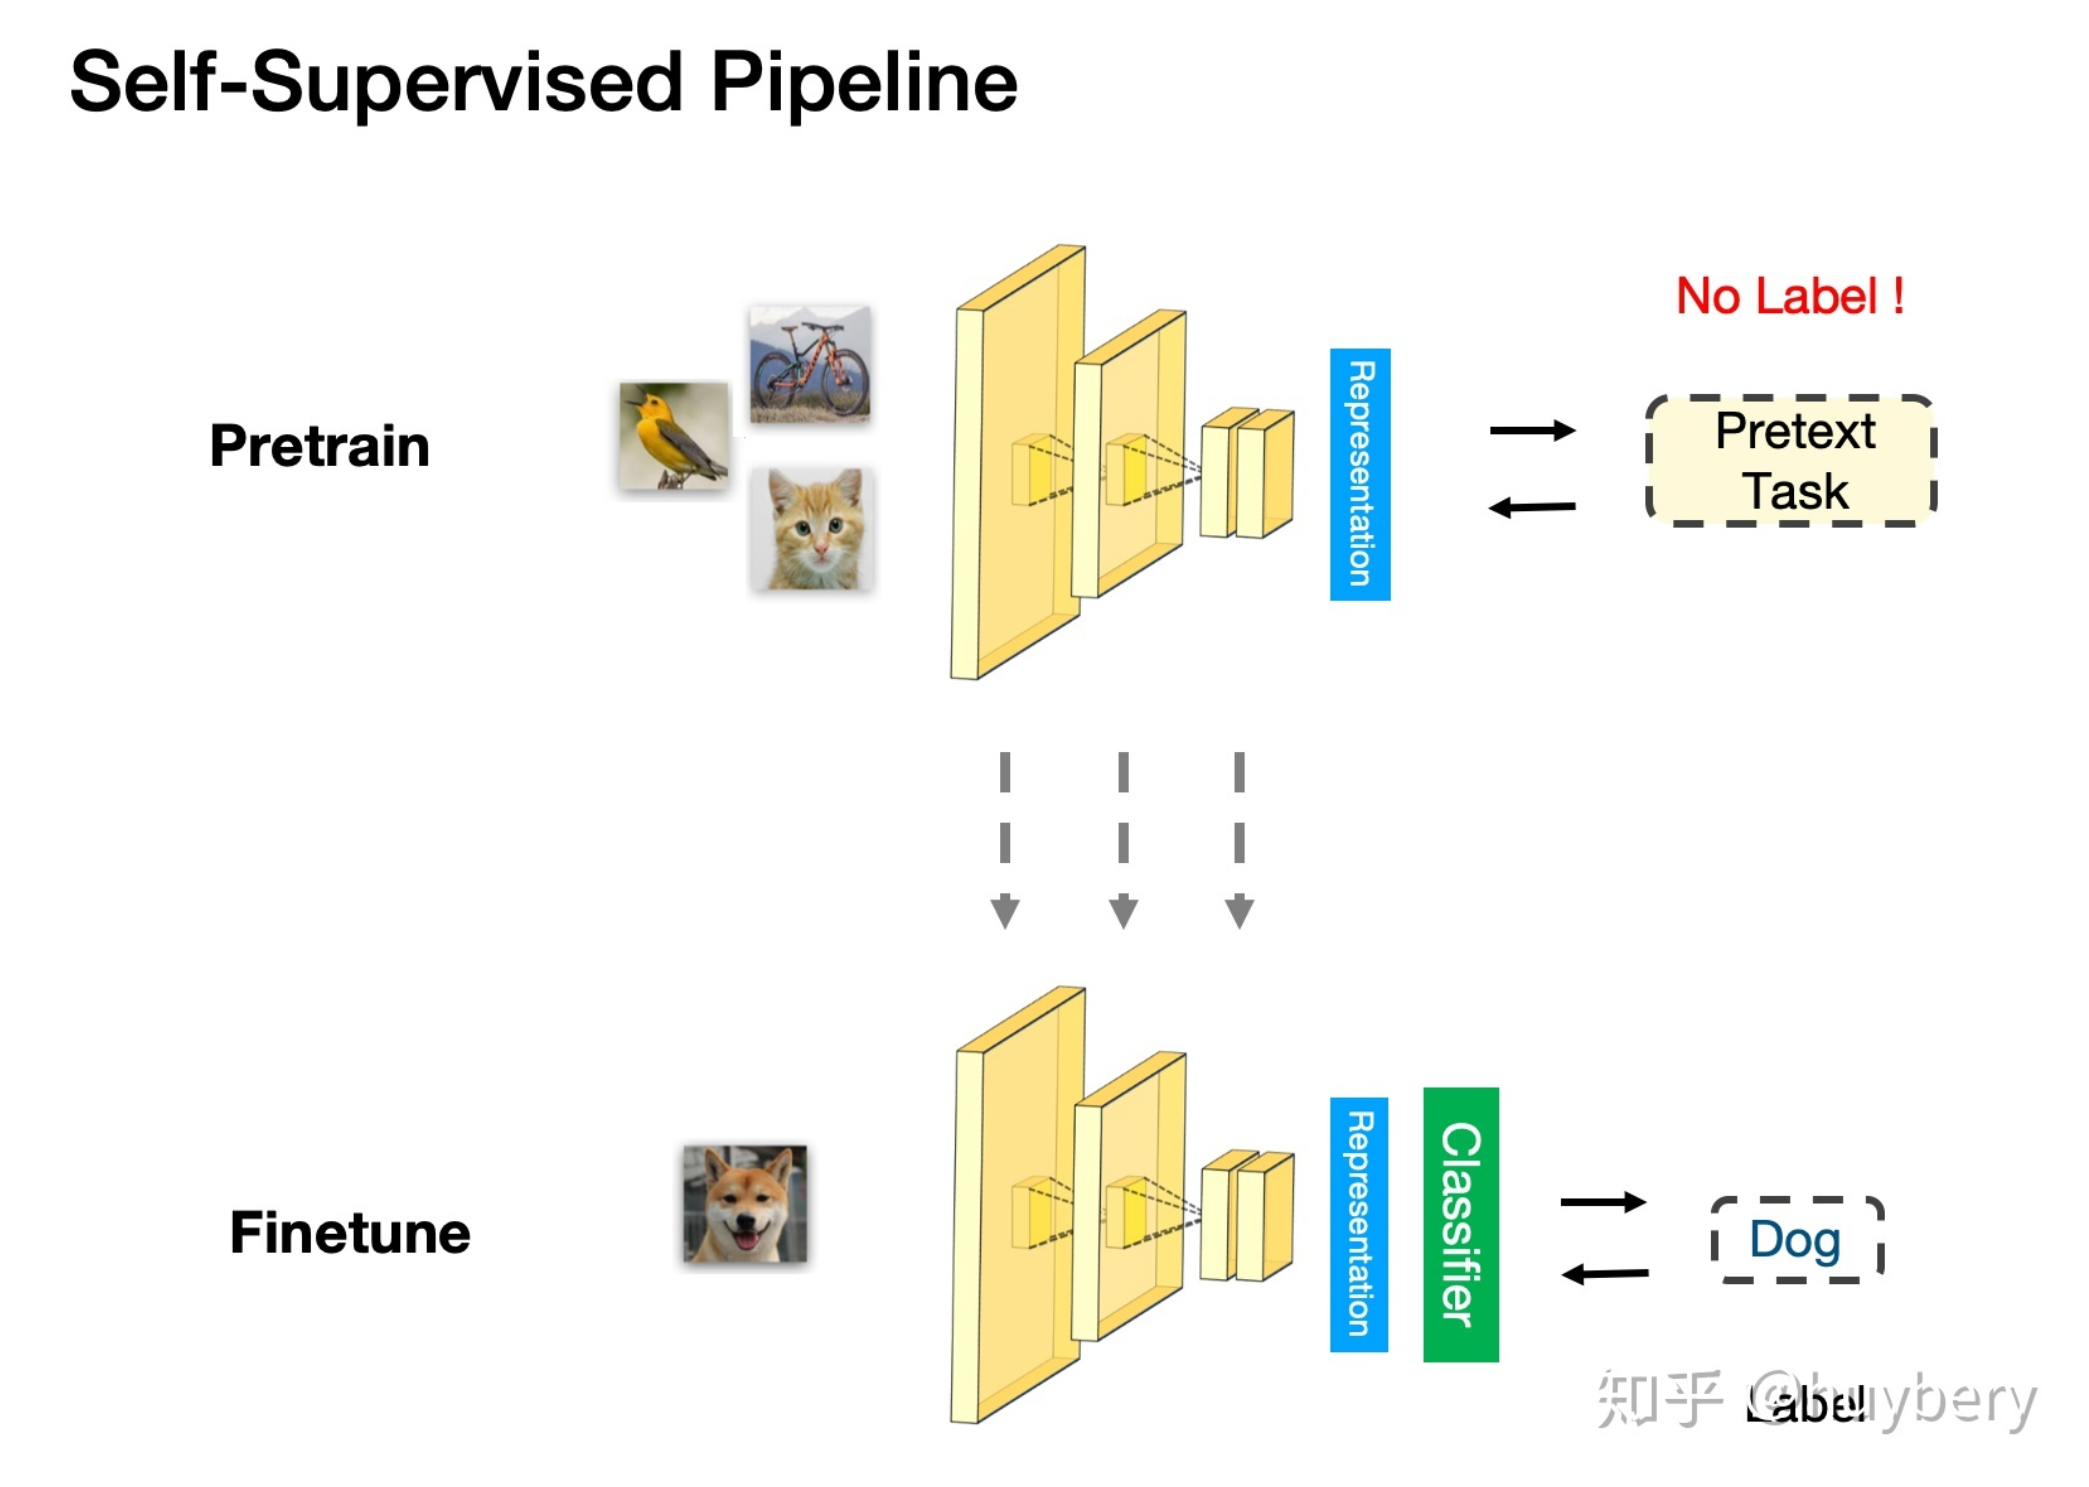 Self-Supervised Pipeline
No Label !
Pretrain
Representation
Pretext
Task
Finetune
Representation
Classifier
Dog
Label
知乎 @huybery